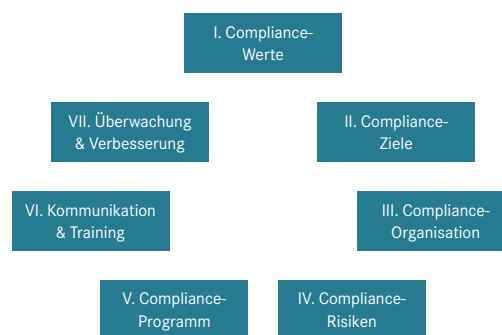 I. Compliance-
Werte
VII. Überwachung
& Verbesserung
II. Compliance-
Ziele
VI. Kommunikation
& Training
III. Compliance-
Organisation
V. Compliance-
Programm
IV. Compliance-
Risiken